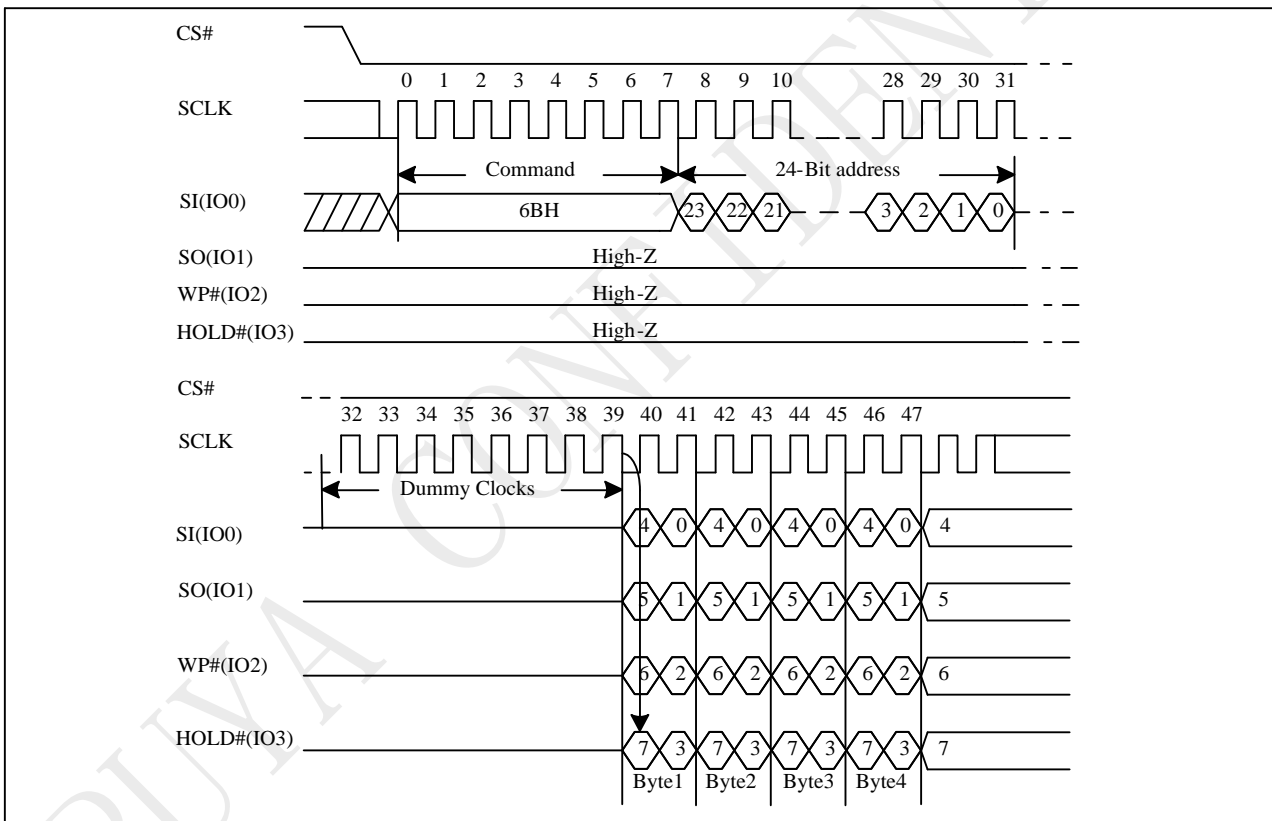 CS#
0 1 2 3 4 5 6 7 8 9 10 28 29 30 31
SCLK
Command 24-Bit address
SI(IO0) 6BH 23 22 21 3 2 1 0
SO(IO1) High-Z
WP#(IO2) High-Z
HOLD#(IO3) High-Z
CS#
32 33 34 35 36 37 38 39 40 41 42 43 44 45 46 47
SCLK
Dummy Clocks
SI(IO0) 4 0 4 0 4 0 4 0 4
SO(IO1) 5 1 5 1 5 1 5 1 5
WP#(IO2) 6 2 6 2 6 2 6 2 6
HOLD#(IO3) 7 3 7 3 7 3 7 3 7
Byte1 Byte2 Byte3 Byte4
PUYA CONFIDENT